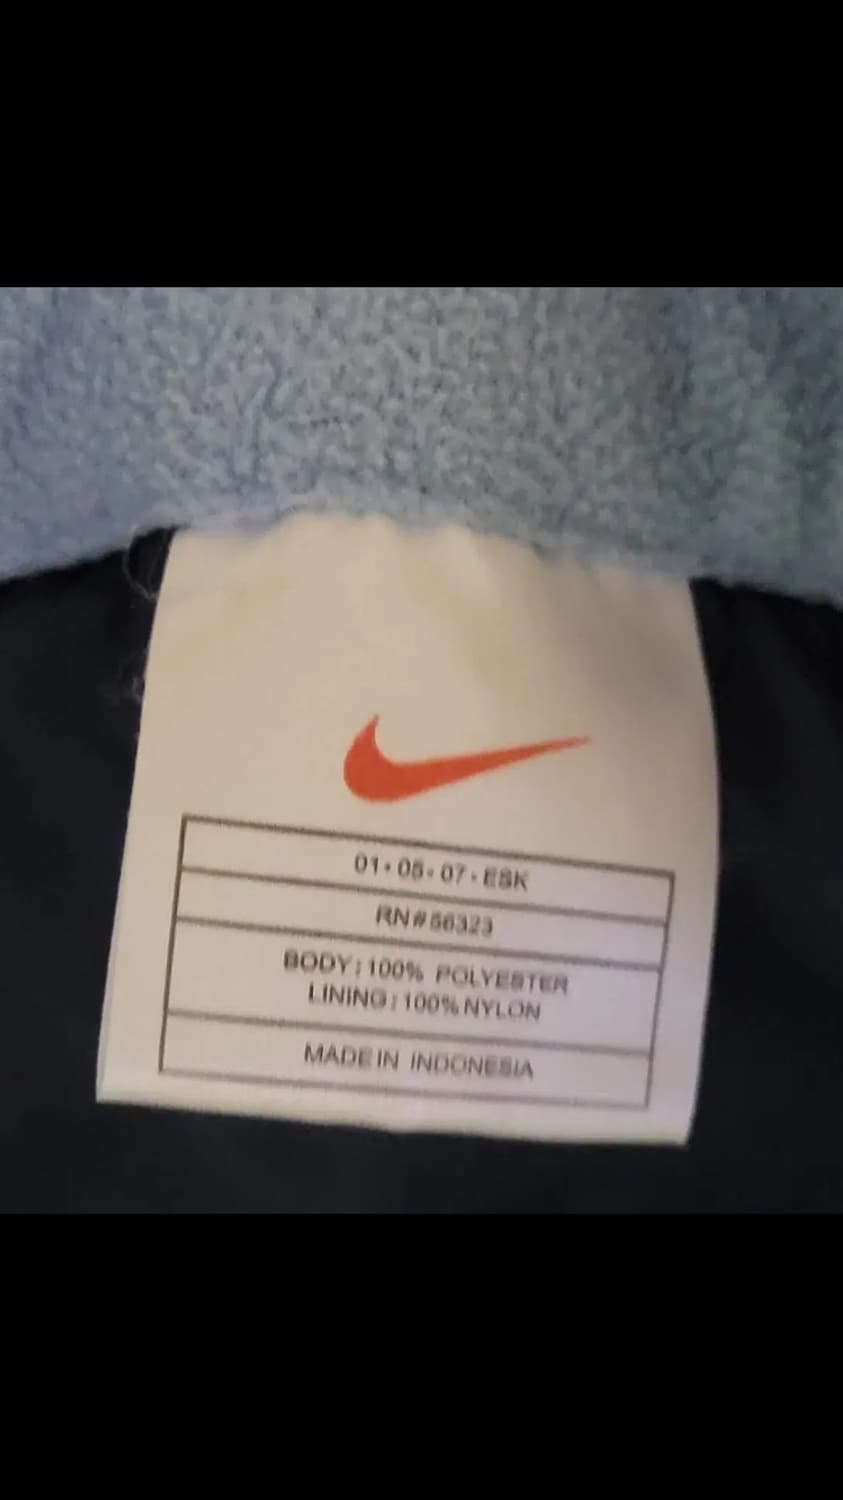 01-05-07-ESK
RN#56323
BODY: 100% POLYESTER
LINING: 100% NYLON
MADE IN INDONESIA